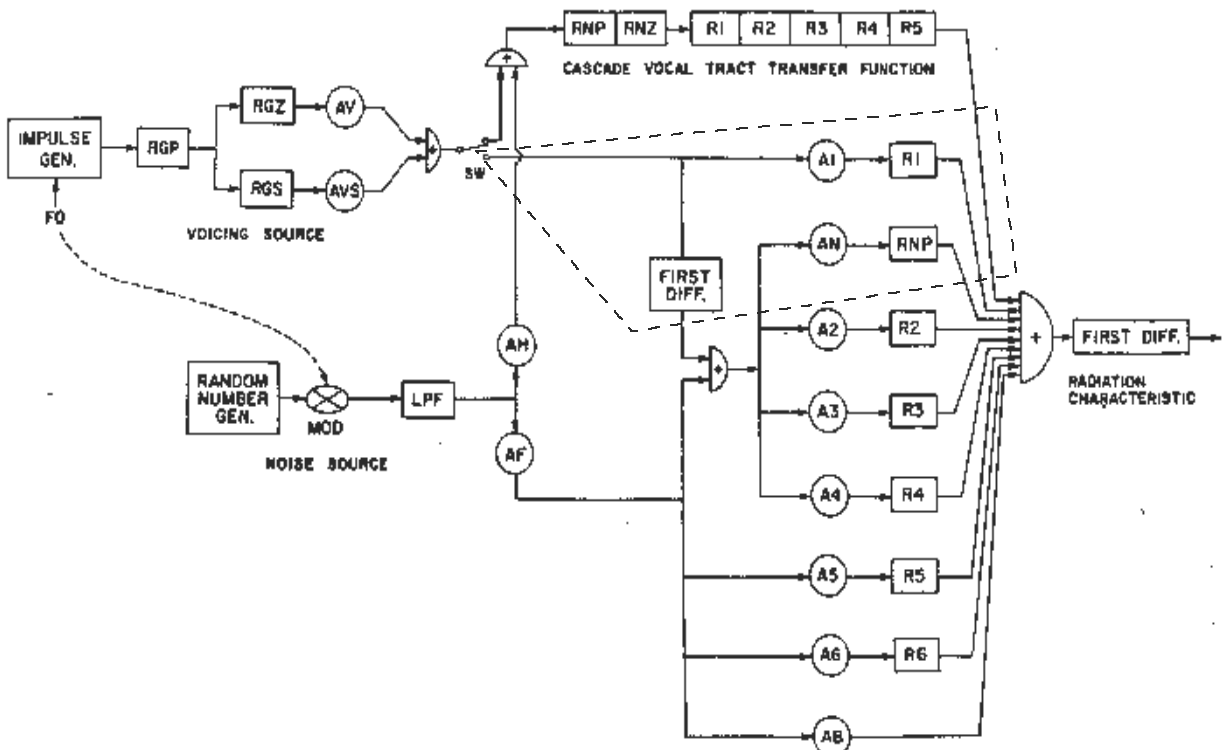 RNP RNZ R1 R2 R3 R4 R5
CASCADE VOCAL TRACT TRANSFER FUNCTION
IMPULSE
GEN.
RGP
RGZ
AV
RGS
AVS
+
+
SW
F0
VOICING SOURCE
A1
R1
AN
RNP
FIRST
DIFF.
A2
R2
+
FIRST DIFF.
RADIATION
CHARACTERISTIC
RANDOM
NUMBER
GEN.
MOD
LPF
AH
AF
NOISE SOURCE
+
A3
R3
A4
R4
A5
R5
A6
R6
AB